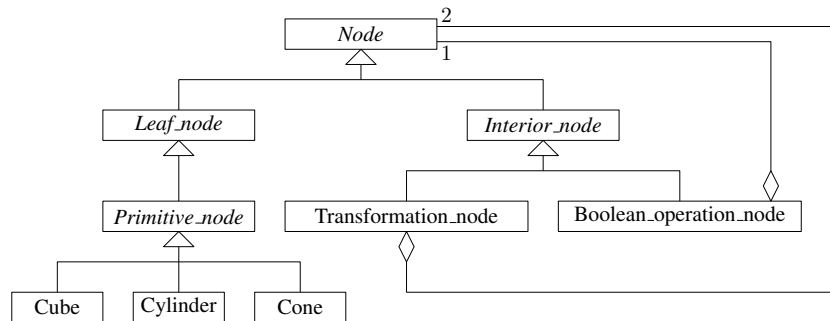 2
Node
1
Leaf_node
Interior_node
Primitive_node
Transformation_node
Boolean_operation_node
Cube
Cylinder
Cone